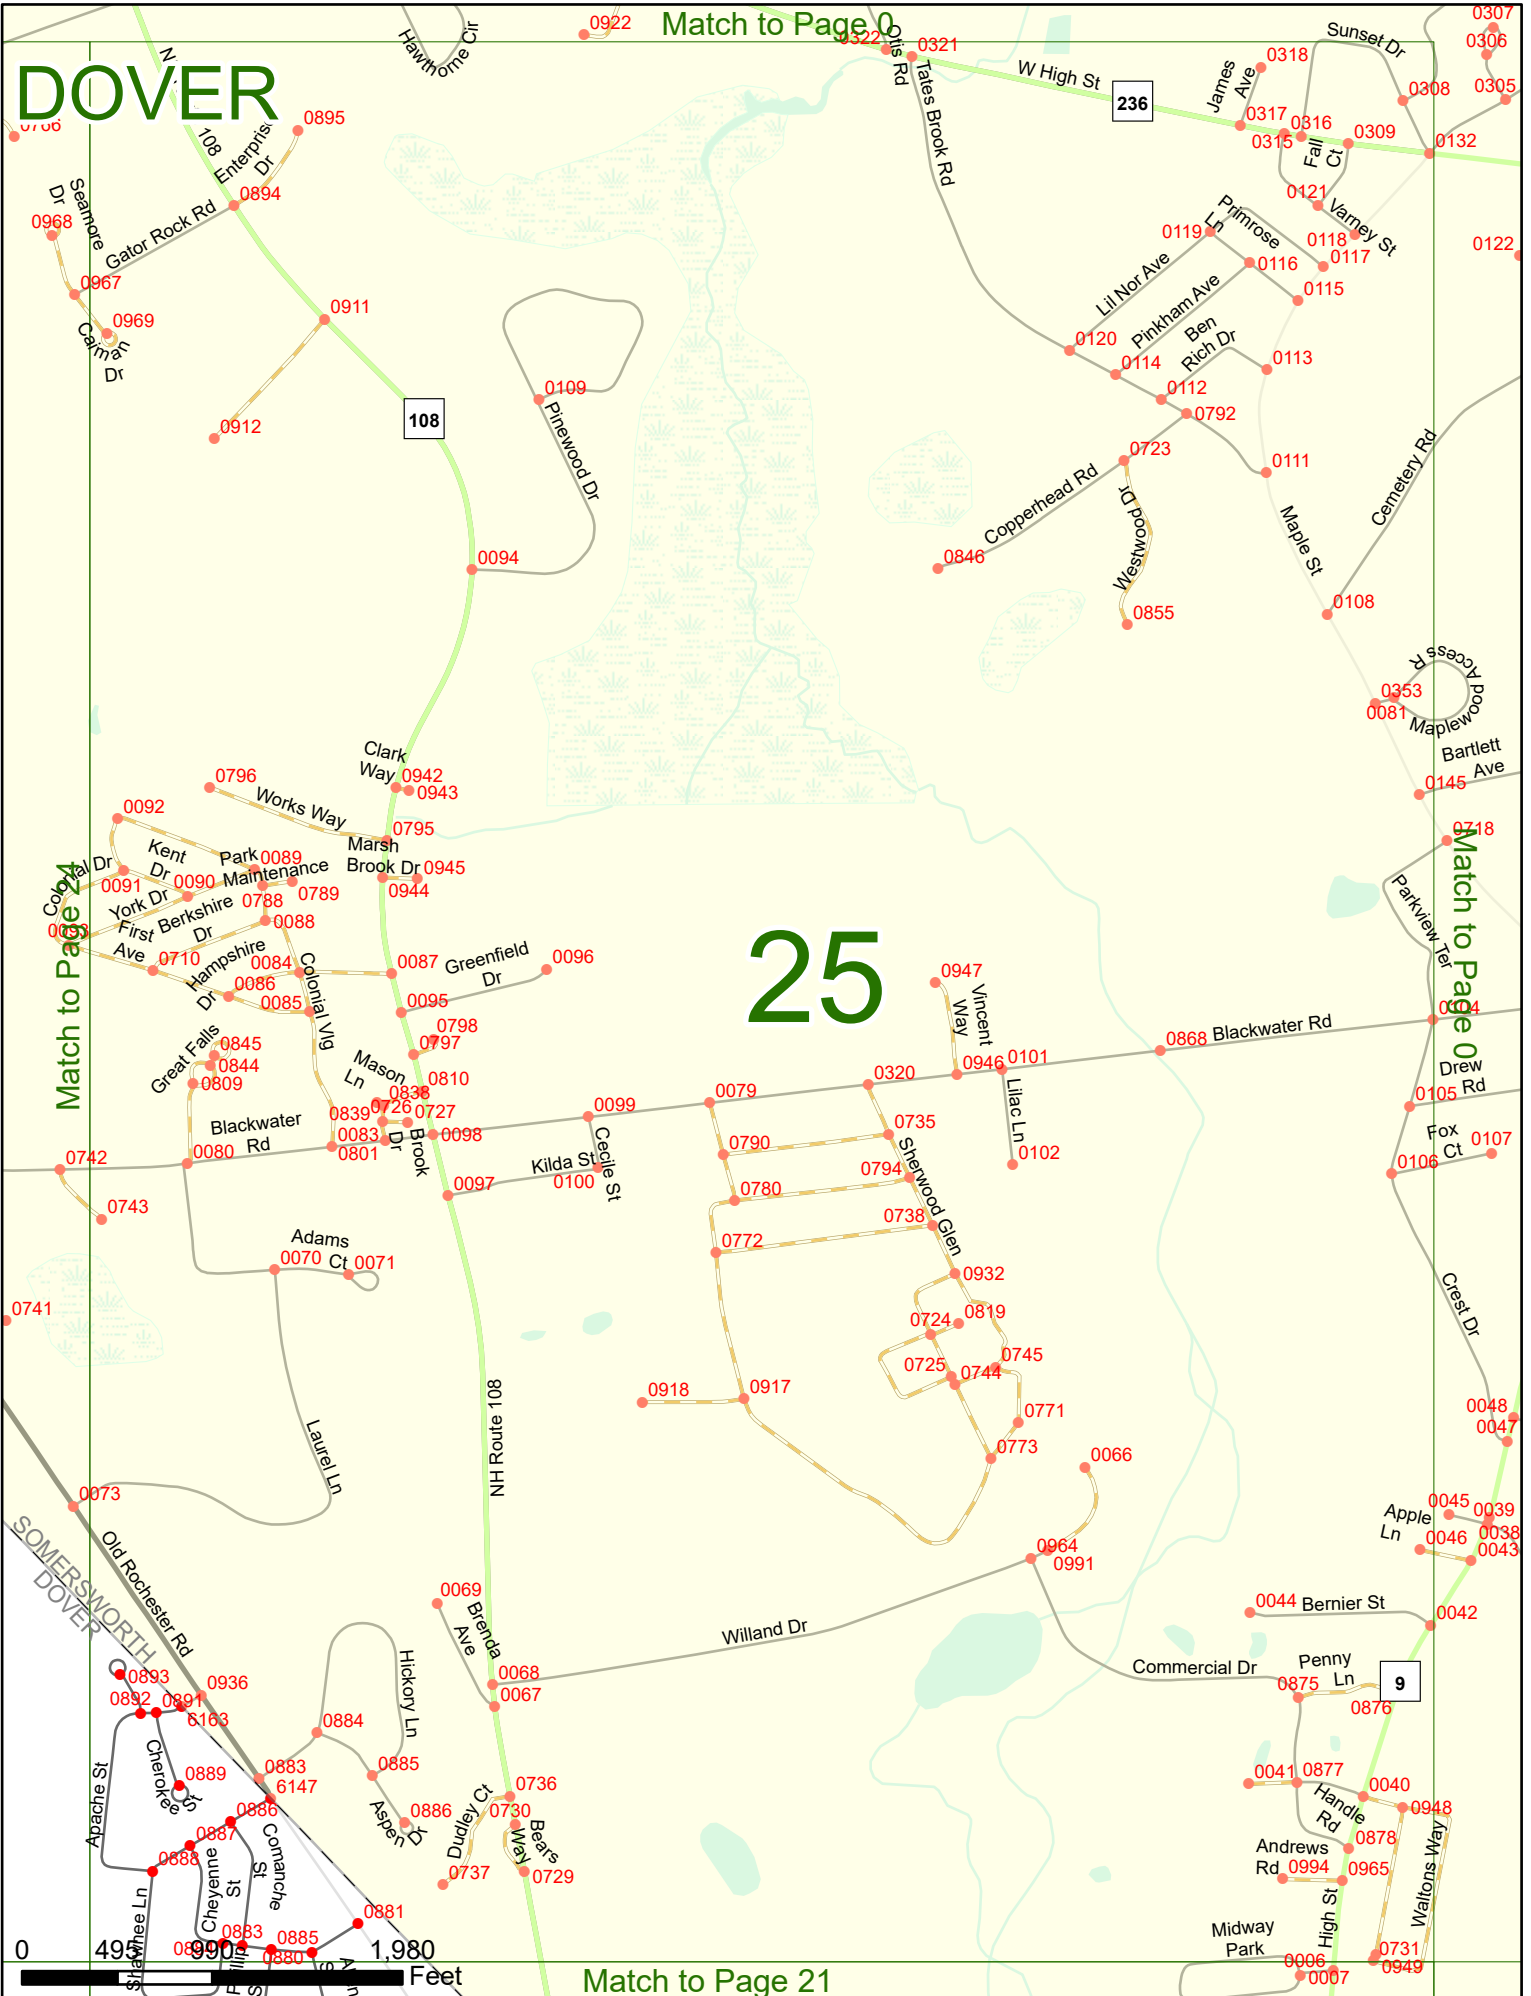 Match to Page 0
DOVER
Hawthorne Cir
0922
0322
Otis Rd
0321
Tates Brook Rd
W High St
236
James Ave
0318
0317
0315
0316
Fall Ct
0309
Sunset Dr
0308
0307
0306
0305
0132
0766
108
Enterprise Dr
0895
0894
Gator Rock Rd
Seamore Dr
0968
0967
0969
Caiman Dr
0911
0912
108
0109
Pinewood Dr
0094
0121
Varney St
0118
0117
0122
Primrose Ln
0119
0116
0115
Lil Nor Ave
Pinkham Ave
Ben Rich Dr
0120
0114
0113
0112
0792
0723
0111
Copperhead Rd
Westwood Dr
0846
0855
Maple St
Cemetery Rd
0108
0353
0081
Maplewood Access R
Bartlett Ave
0145
0718
Parkview Ter
Match to Page 0
Match to Page 24
Clark Way
0942
0943
0796
Works Way
0795
0092
Marsh Brook Dr
0945
0944
Park
0089
Maintenance
0788
0789
Kent Dr
Colonial Dr
0091
0090
York Dr
0093
First Ave
Berkshire Dr
0088
0710
Hampshire Dr
0084
0086
0085
Colonial Vlg
0087
Greenfield Dr
0096
0095
25
0947
Vincent Way
0798
0797
Great Falls
0845
0844
0809
Mason Ln
0810
0838
0839
0726
0727
0083
0801
Brook Dr
0098
Blackwater Rd
0080
0742
0743
0741
0099
0079
0320
0946
0101
0868
Blackwater Rd
0104
Drew Rd
0105
Fox Ct
0107
0106
Lilac Ln
0102
Kilda St
0100
Cecile St
0097
0790
0735
0794
0780
Sherwood Glen
0738
0772
0932
0724
0819
0725
0744
0745
0771
0773
0917
0918
Adams Ct
0070
0071
Laurel Ln
NH Route 108
Crest Dr
0048
0047
0066
0964
0991
Apple Ln
0045
0039
0038
0046
0043
0073
Old Rochester Rd
SOMERSWORTH
DOVER
0069
Brenda Ave
0068
0067
Willand Dr
0044
Bernier St
0042
Commercial Dr
Penny Ln
0875
0876
9
0893
0892
0891
6163
0936
Hickory Ln
0884
0885
0886
Aspen Dr
0883
6147
Apache St
Cherokee St
0889
0886
0887
0888
Comanche St
Cheyenne St
Shawnee Ln
0883
0885
0880
0881
Dudley Ct
0736
0730
Bears Way
0729
0737
0041
0877
Handle Rd
0040
0948
0878
Andrews Rd
0994
0965
High St
Waltons Way
Midway Park
0006
0007
0731
0949
0 495 990 1,980
Feet
Match to Page 21